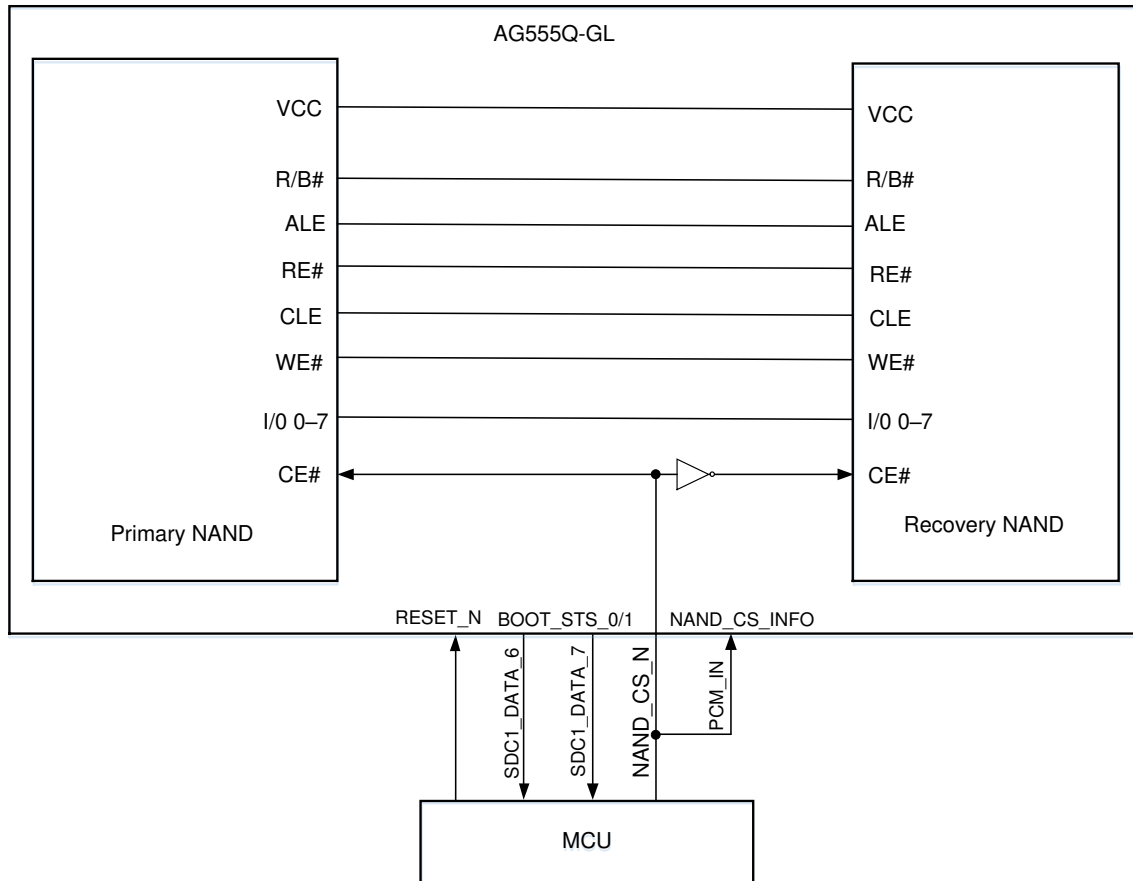 AG555Q-GL
VCC
VCC
R/B#
R/B#
ALE
ALE
RE#
RE#
CLE
CLE
WE#
WE#
I/0 0–7
I/0 0–7
CE#
CE#
Primary NAND
Recovery NAND
RESET_N
BOOT_STS_0/1
NAND_CS_INFO
SDC1_DATA_6
SDC1_DATA_7
NAND_CS_N
PCM_IN
MCU